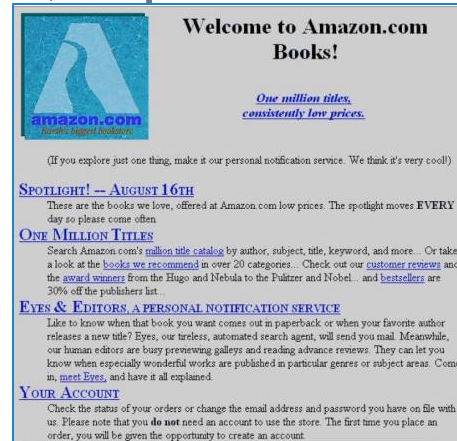 amazon.com
Earth's biggest bookstore
Welcome to Amazon.com
Books!
One million titles,
consistently low prices.
(If you explore just one thing, make it our personal notification service. We think it's very cool!)
SPOTLIGHT! -- AUGUST 16TH
These are the books we love, offered at Amazon.com low prices. The spotlight moves EVERY
day so please come often.
ONE MILLION TITLES
Search Amazon.com's million title catalog by author, subject, title, keyword, and more... Or take
a look at the books we recommend in over 20 categories... Check out our customer reviews and
the award winners from the Hugo and Nebula to the Pulitzer and Nobel... and bestsellers are
30% off the publishers list...
EYES & EDITORS, A PERSONAL NOTIFICATION SERVICE
Like to know when that book you want comes out in paperback or when your favorite author
releases a new title? Eyes, our tireless, automated search agent, will send you mail. Meanwhile,
our human editors are busy previewing galleys and reading advance reviews. They can let you
know when especially wonderful works are published in particular genres or subject areas. Come
in, meet Eyes, and have it all explained.
YOUR ACCOUNT
Check the status of your orders or change the email address and password you have on file with
us. Please note that you do not need an account to use the store. The first time you place an
order, you will be given the opportunity to create an account.